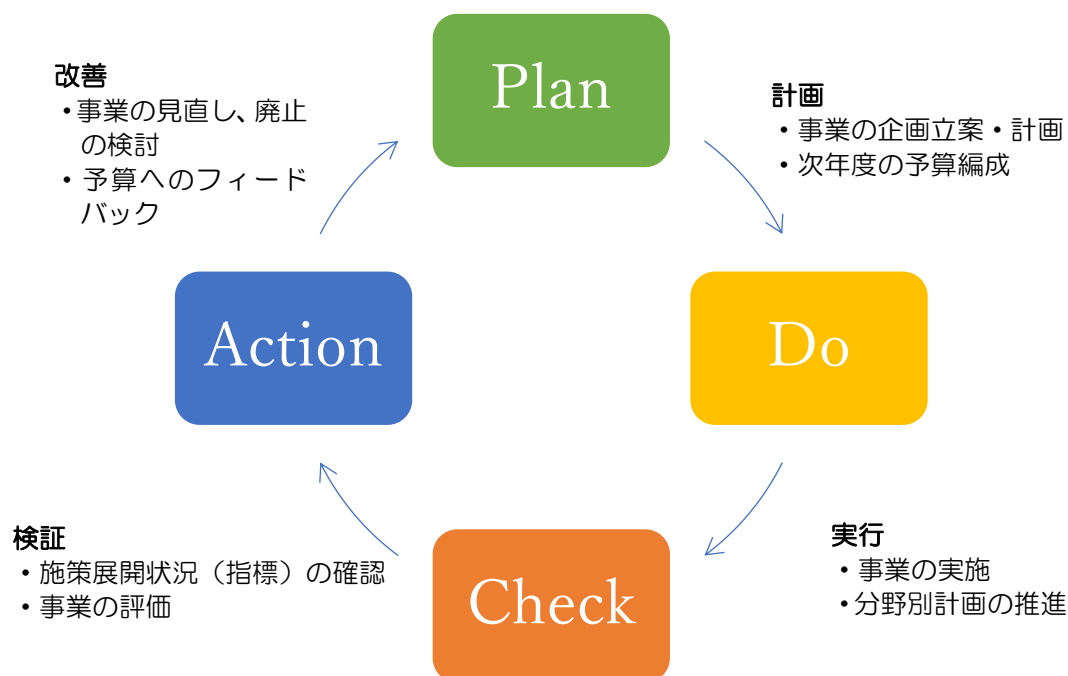 Plan
計画
・事業の企画立案・計画
・次年度の予算編成
Do
実行
・事業の実施
・分野別計画の推進
Check
検証
・施策展開状況（指標）の確認
・事業の評価
Action
改善
・事業の見直し、廃止
の検討
・予算へのフィード
バック